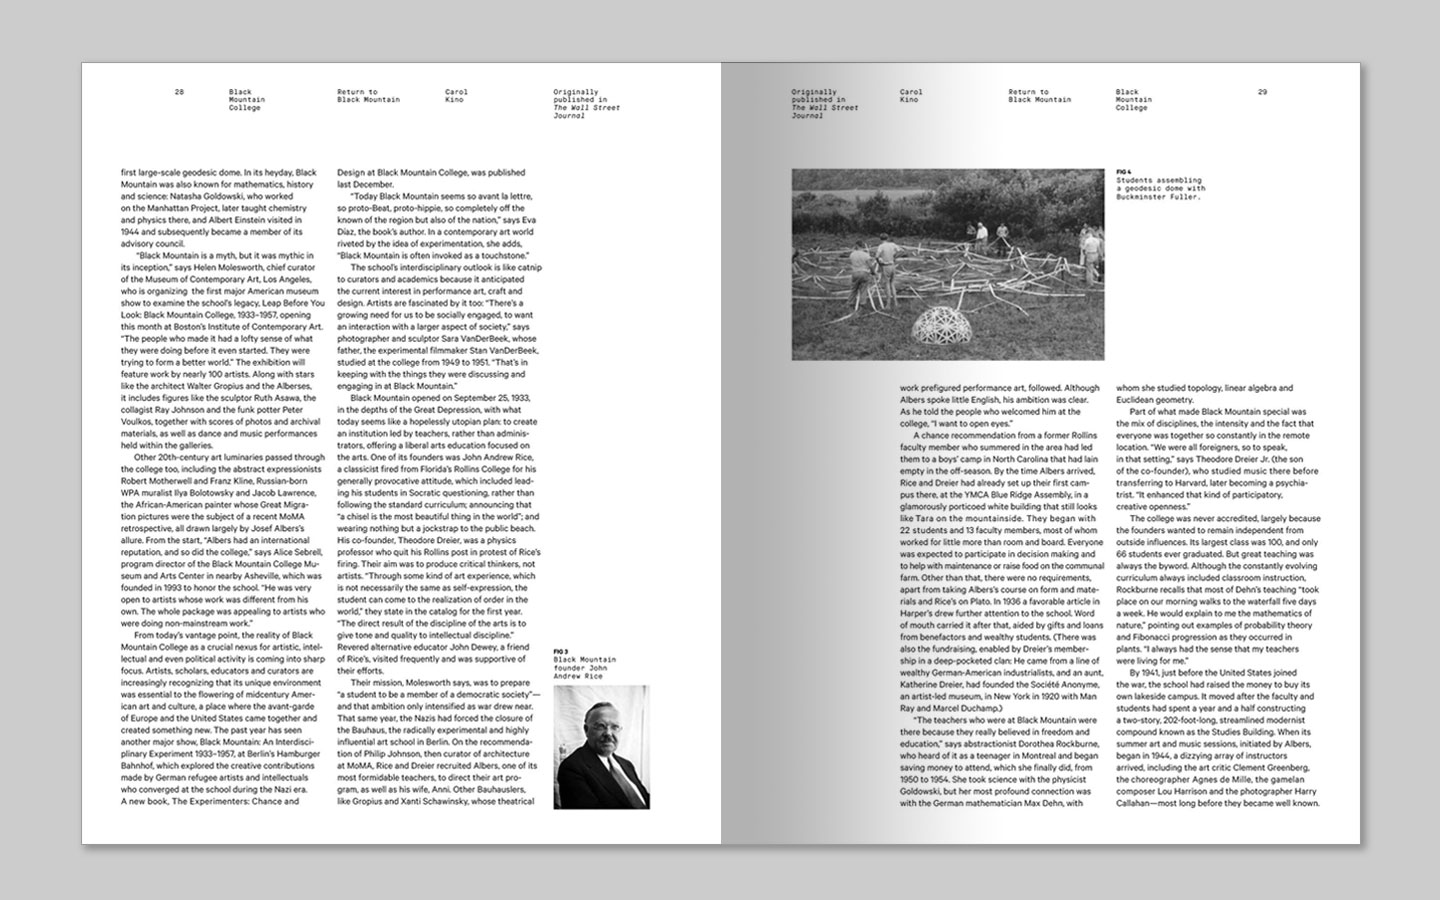 28
Black
Mountain
College
Return to
Black Mountain
Carol
Kino
Originally
published in
The Wall Street
Journal
first large-scale geodesic dome. In its heyday, Black
Mountain was also known for mathematics, history
and science: Natasha Goldowski, who worked
on the Manhattan Project, later taught chemistry
and physics there, and Albert Einstein visited in
1944 and subsequently became a member of its
advisory council.
“Black Mountain is a myth, but it was mythic in
its inception,” says Helen Molesworth, chief curator
of the Museum of Contemporary Art, Los Angeles,
who is organizing the first major American museum
show to examine the school’s legacy, Leap Before You
Look: Black Mountain College, 1933–1957, opening
this month at Boston’s Institute of Contemporary Art.
“The people who made it had a lofty sense of what
they were doing before it even started. They were
trying to form a better world.” The exhibition will
feature work by nearly 100 artists. Along with stars
like the architect Walter Gropius and the Alberses,
it includes figures like the sculptor Ruth Asawa, the
collagist Ray Johnson and the funk potter Peter
Voulkos, together with scores of photos and archival
materials, as well as dance and music performances
held within the galleries.
Other 20th-century art luminaries passed through
the college too, including the abstract expressionists
Robert Motherwell and Franz Kline, Russian-born
WPA muralist Ilya Bolotowsky and Jacob Lawrence,
the African-American painter whose Great Migra-
tion pictures were the subject of a recent MoMA
retrospective, all drawn largely by Josef Albers’s
allure. From the start, “Albers had an international
reputation, and so did the college,” says Alice Sebrell,
program director of the Black Mountain College Mu-
seum and Arts Center in nearby Asheville, which was
founded in 1993 to honor the school. “He was very
open to artists whose work was different from his
own. The whole package was appealing to artists who
were doing non-mainstream work.”
From today’s vantage point, the reality of Black
Mountain College as a crucial nexus for artistic, intel-
lectual and even political activity is coming into sharp
focus. Artists, scholars, educators and curators are
increasingly recognizing that its unique environment
was essential to the flowering of midcentury Amer-
ican art and culture, a place where the avant-garde
of Europe and the United States came together and
created something new. The past year has seen
another major show, Black Mountain: An Interdisci-
plinary Experiment 1933–1957, at Berlin’s Hamburger
Bahnhof, which explored the creative contributions
made by German refugee artists and intellectuals
who converged at the school during the Nazi era.
A new book, The Experimenters: Chance and
Design at Black Mountain College, was published
last December.
“Today Black Mountain seems so avant la lettre,
so proto-Beat, proto-hippie, so completely off the
known of the region but also of the nation,” says Eva
Díaz, the book’s author. In a contemporary art world
riveted by the idea of experimentation, she adds,
“Black Mountain is often invoked as a touchstone.”
The school’s interdisciplinary outlook is like catnip
to curators and academics because it anticipated
the current interest in performance art, craft and
design. Artists are fascinated by it too: “There’s a
growing need for us to be socially engaged, to want
an interaction with a larger aspect of society,” says
photographer and sculptor Sara VanDerBeek, whose
father, the experimental filmmaker Stan VanDerBeek,
studied at the college from 1949 to 1951. “That’s in
keeping with the things they were discussing and
engaging in at Black Mountain.”
Black Mountain opened on September 25, 1933,
in the depths of the Great Depression, with what
today seems like a hopelessly utopian plan: to create
an institution led by teachers, rather than adminis-
trators, offering a liberal arts education focused on
the arts. One of its founders was John Andrew Rice,
a classicist fired from Florida’s Rollins College for his
generally provocative attitude, which included lead-
ing his students in Socratic questioning, rather than
following the standard curriculum; announcing that
“a chisel is the most beautiful thing in the world”; and
wearing nothing but a jockstrap to the public beach.
His co-founder, Theodore Dreier, was a physics
professor who quit his Rollins post in protest of Rice’s
firing. Their aim was to produce critical thinkers, not
artists. “Through some kind of art experience, which
is not necessarily the same as self-expression, the
student can come to the realization of order in the
world,” they state in the catalog for the first year.
“The direct result of the discipline of the arts is to
give tone and quality to intellectual discipline.”
Revered alternative educator John Dewey, a friend
of Rice’s, visited frequently and was supportive of
their efforts.
Their mission, Molesworth says, was to prepare
“a student to be a member of a democratic society”—
and that ambition only intensified as war drew near.
That same year, the Nazis had forced the closure of
the Bauhaus, the radically experimental and highly
influential art school in Berlin. On the recommenda-
tion of Philip Johnson, then curator of architecture
at MoMA, Rice and Dreier recruited Albers, one of its
most formidable teachers, to direct their art pro-
gram, as well as his wife, Anni. Other Bauhauslers,
like Gropius and Xanti Schawinsky, whose theatrical
FIG 3
Black Mountain
founder John
Andrew Rice
Originally
published in
The Wall Street
Journal
Carol
Kino
Return to
Black Mountain
Black
Mountain
College
29
FIG 4
Students assembling
a geodesic dome with
Buckminster Fuller.
work prefigured performance art, followed. Although
Albers spoke little English, his ambition was clear.
As he told the people who welcomed him at the
college, “I want to open eyes.”
A chance recommendation from a former Rollins
faculty member who summered in the area had led
them to a boys’ camp in North Carolina that had lain
empty in the off-season. By the time Albers arrived,
Rice and Dreier had already set up their first cam-
pus there, at the YMCA Blue Ridge Assembly, in a
glamorously porticoed white building that still looks
like Tara on the mountainside. They began with
22 students and 13 faculty members, most of whom
worked for little more than room and board. Everyone
was expected to participate in decision making and
to help with maintenance or raise food on the communal
farm. Other than that, there were no requirements,
apart from taking Albers’s course on form and mate-
rials and Rice’s on Plato. In 1936 a favorable article in
Harper’s drew further attention to the school. Word
of mouth carried it after that, aided by gifts and loans
from benefactors and wealthy students. (There was
also the fundraising, enabled by Dreier’s member-
ship in a deep-pocketed clan: He came from a line of
wealthy German-American industrialists, and an aunt,
Katherine Dreier, had founded the Société Anonyme,
an artist-led museum, in New York in 1920 with Man
Ray and Marcel Duchamp.)
“The teachers who were at Black Mountain were
there because they really believed in freedom and
education,” says abstractionist Dorothea Rockburne,
who heard of it as a teenager in Montreal and began
saving money to attend, which she finally did, from
1950 to 1954. She took science with the physicist
Goldowski, but her most profound connection was
with the German mathematician Max Dehn, with
whom she studied topology, linear algebra and
Euclidean geometry.
Part of what made Black Mountain special was
the mix of disciplines, the intensity and the fact that
everyone was together so constantly in the remote
location. “We were all foreigners, so to speak,
in that setting,” says Theodore Dreier Jr. (the son
of the co-founder), who studied music there before
transferring to Harvard, later becoming a psychia-
trist. “It enhanced that kind of participatory,
creative openness.”
The college was never accredited, largely because
the founders wanted to remain independent from
outside influences. Its largest class was 100, and only
66 students ever graduated. But great teaching was
always the byword. Although the constantly evolving
curriculum always included classroom instruction,
Rockburne recalls that most of Dehn’s teaching “took
place on our morning walks to the waterfall five days
a week. He would explain to me the mathematics of
nature,” pointing out examples of probability theory
and Fibonacci progression as they occurred in
plants. “I always had the sense that my teachers
were living for me.”
By 1941, just before the United States joined
the war, the school had raised the money to buy its
own lakeside campus. It moved after the faculty and
students had spent a year and a half constructing
a two-story, 202-foot-long, streamlined modernist
compound known as the Studies Building. When its
summer art and music sessions, initiated by Albers,
began in 1944, a dizzying array of instructors
arrived, including the art critic Clement Greenberg,
the choreographer Agnes de Mille, the gamelan
composer Lou Harrison and the photographer Harry
Callahan—most long before they became well known.